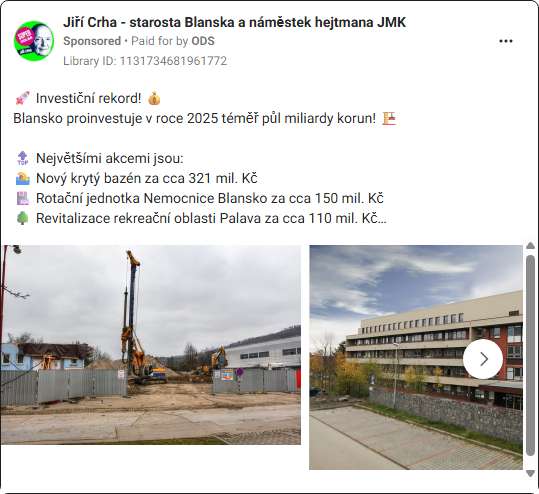 Jiří Crha - starosta Blanska a náměstek hejtmana JMK
Sponsored • Paid for by ODS
Library ID: 1131734681961772
🚀 Investiční rekord! 💰
Blansko proinvestuje v roce 2025 téměř půl miliardy korun! 🏗️
🔝 Největšími akcemi jsou:
🏊 Nový krytý bazén za cca 321 mil. Kč
🏥 Rotační jednotka Nemocnice Blansko za cca 150 mil. Kč
🌳 Revitalizace rekreační oblasti Palava za cca 110 mil. Kč...